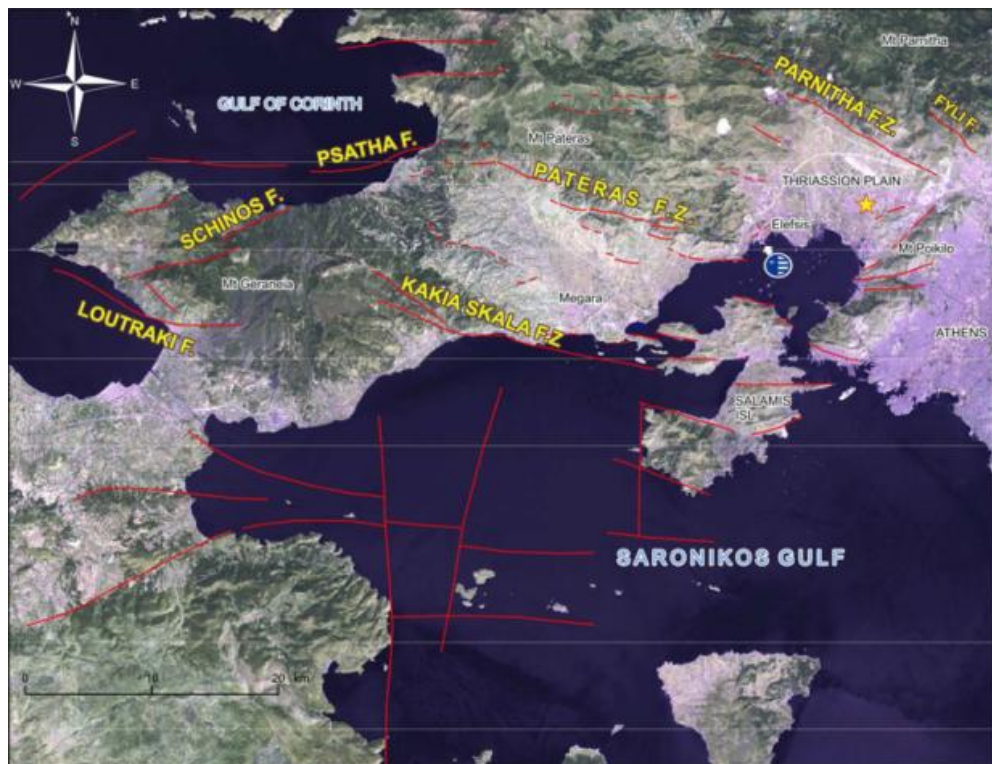 N
W
E
S
Mt Parnitha
GULF OF CORINTH
PARNITHA F.Z.
FYLI F.
PSATHA F.
Mt Pateras
PATERAS F.Z
THRIASSION PLAIN
SCHINOS F.
Elefsis
Mt Poikilo
Mt Geraneia
KAKIA SKALA F.Z
Megara
LOUTRAKI F.
ATHENS
SALAMIS
ISL
SARONIKOS GULF
0
20 km